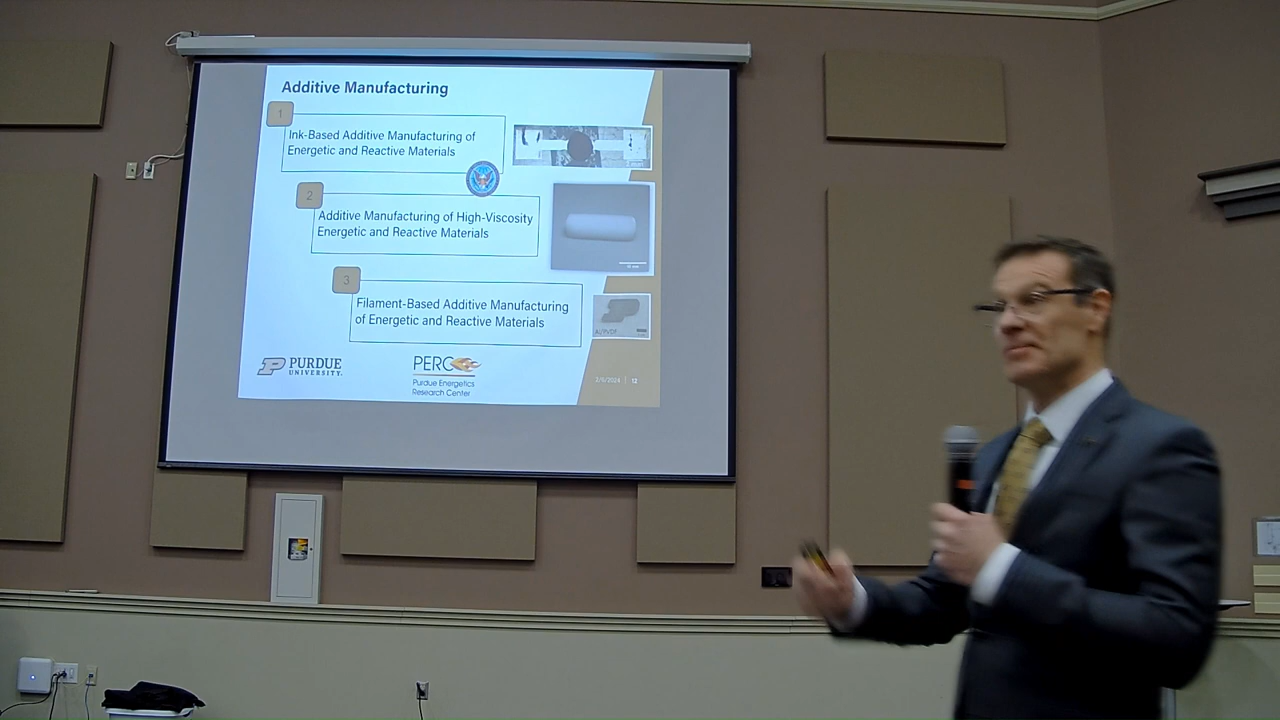 Additive Manufacturing
1
Ink-Based Additive Manufacturing of
Energetic and Reactive Materials
2
Additive Manufacturing of High-Viscosity
Energetic and Reactive Materials
3
Filament-Based Additive Manufacturing
of Energetic and Reactive Materials
Al/PVDF
PURDUE
UNIVERSITY
PERC
Purdue Energetics
Research Center
12